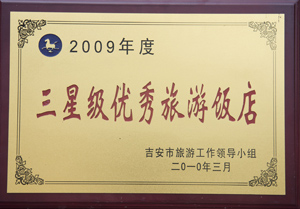 2009年度
三星级优秀旅游饭店
吉安市旅游工作领导小组
二〇一〇年三月